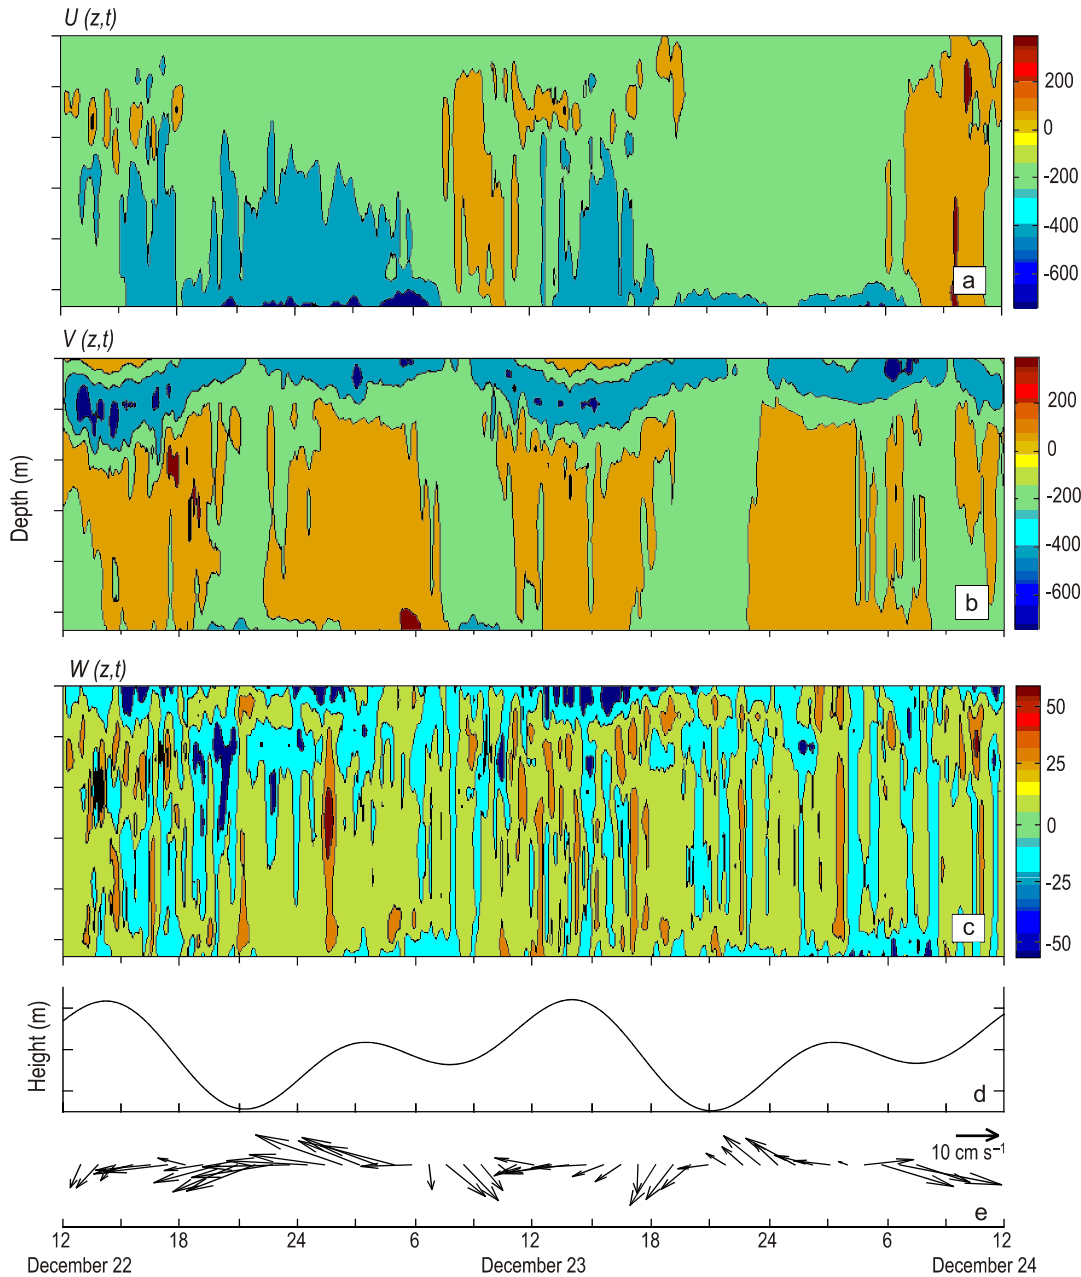 U (z,t)
200
0
-200
-400
-600
a
V (z,t)
200
0
-200
-400
-600
b
Depth (m)
W (z,t)
50
25
0
-25
-50
c
Height (m)
d
10 cm s⁻¹
e
12 18 24 6 12 18 24 6 12
December 22 December 23 December 24